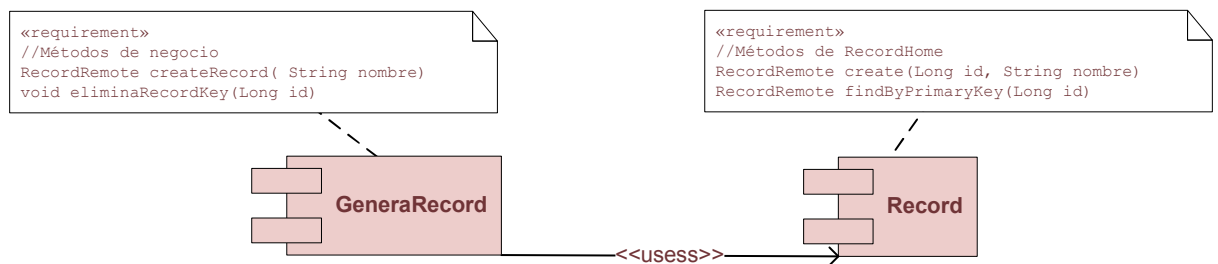 «requirement»
//Métodos de negocio
RecordRemote createRecord( String nombre)
void eliminaRecordKey(Long id)
«requirement»
//Métodos de RecordHome
RecordRemote create(Long id, String nombre)
RecordRemote findByPrimaryKey(Long id)
GeneraRecord
Record
<<usess>>